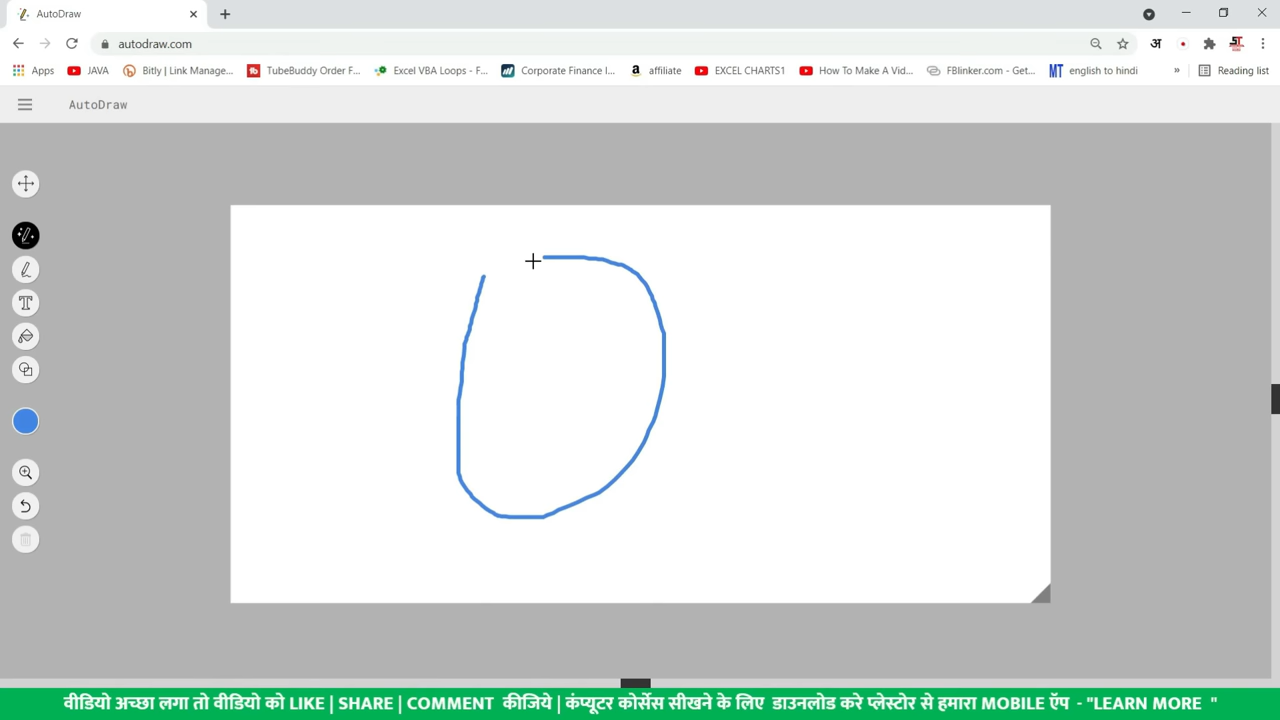 AutoDraw
autodraw.com
अ
Apps JAVA Bitly | Link Manage... TubeBuddy Order F... Excel VBA Loops - F... Corporate Finance I... affiliate EXCEL CHARTS1 How To Make A Vid... FBlinker.com - Get... MT english to hindi » Reading list
AutoDraw
T
वीडियो अच्छा लगा तो वीडियो को LIKE | SHARE | COMMENT कीजिये | कंप्यूटर कोर्सेस सीखने के लिए डाउनलोड करे प्लेस्टोर से हमारा MOBILE ऍप - "LEARN MORE "